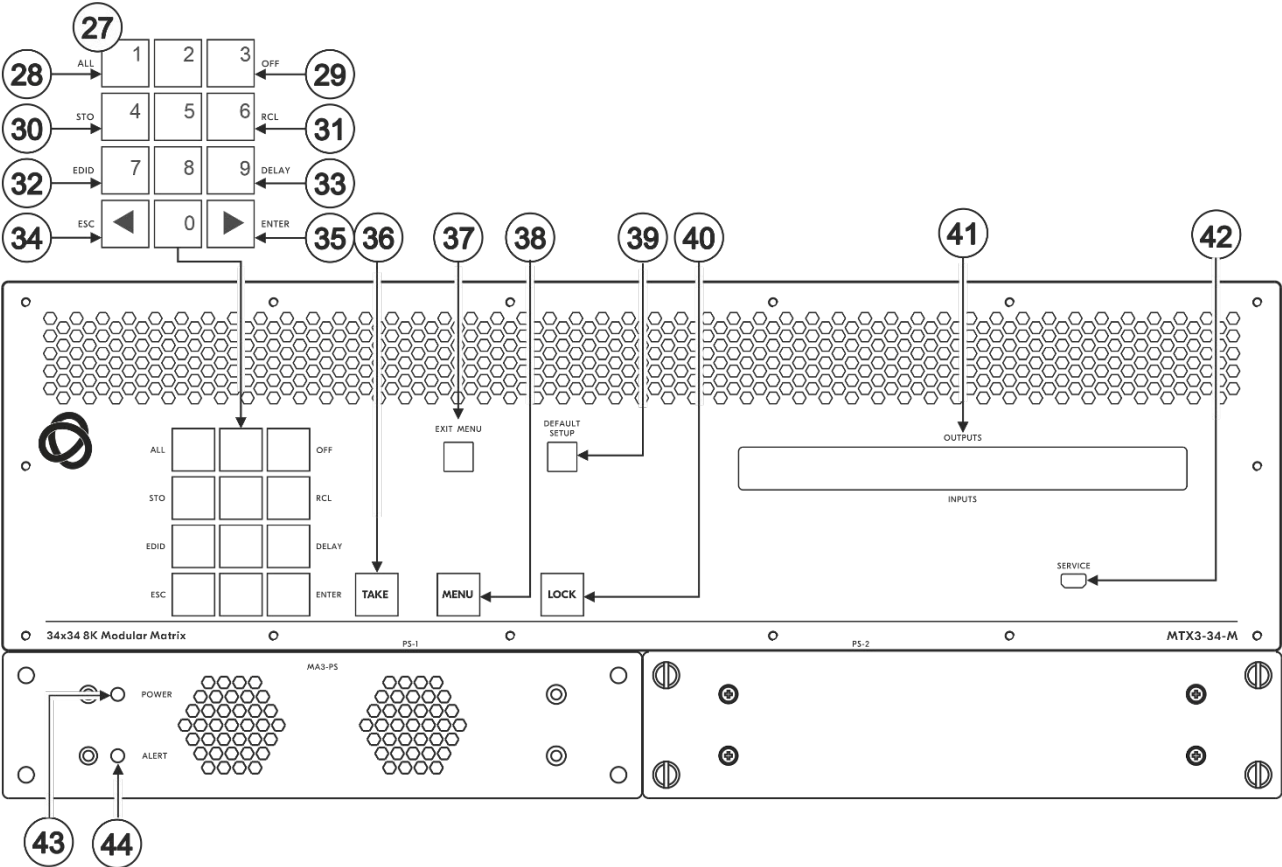 27
28 ALL 1 2 3 OFF 29
30 STO 4 5 6 RCL 31
32 EDID 7 8 9 DELAY 33
34 ESC 0 ENTER 35 36 37 38 39 40 41 42
EXIT MENU
DEFAULT
SETUP
OUTPUTS
INPUTS
ALL OFF
STO RCL
EDID DELAY
ESC ENTER
TAKE MENU LOCK
SERVICE
34x34 8K Modular Matrix
PS-1
PS-2
MTX3-34-M
MA3-PS
POWER
ALERT
43 44